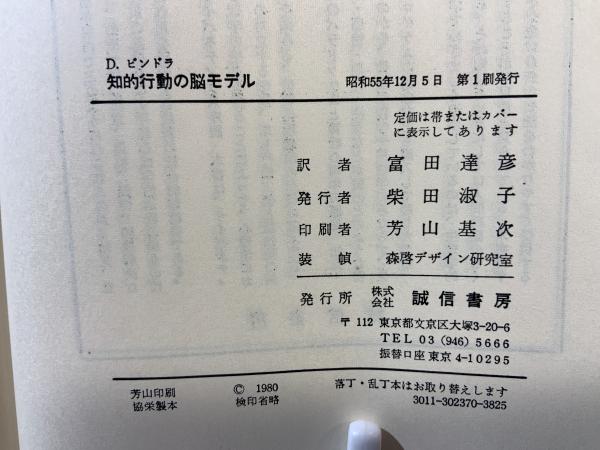 D. ビンドラ
知的行動の脳モデル
昭和55年12月5日 第1刷発行
定価は帯またはカバー
に表示してあります
訳者 富田達彦
発行者 柴田淑子
印刷者 芳山基次
装幀 森啓デザイン研究室
発行所 株式会社 誠信書房
〒112 東京都文京区大塚3-20-6
TEL 03 (946) 5666
振替口座 東京 4-10295
芳山印刷
協栄製本
© 1980
検印省略
落丁・乱丁本はお取り替えします
3011-302370-3825